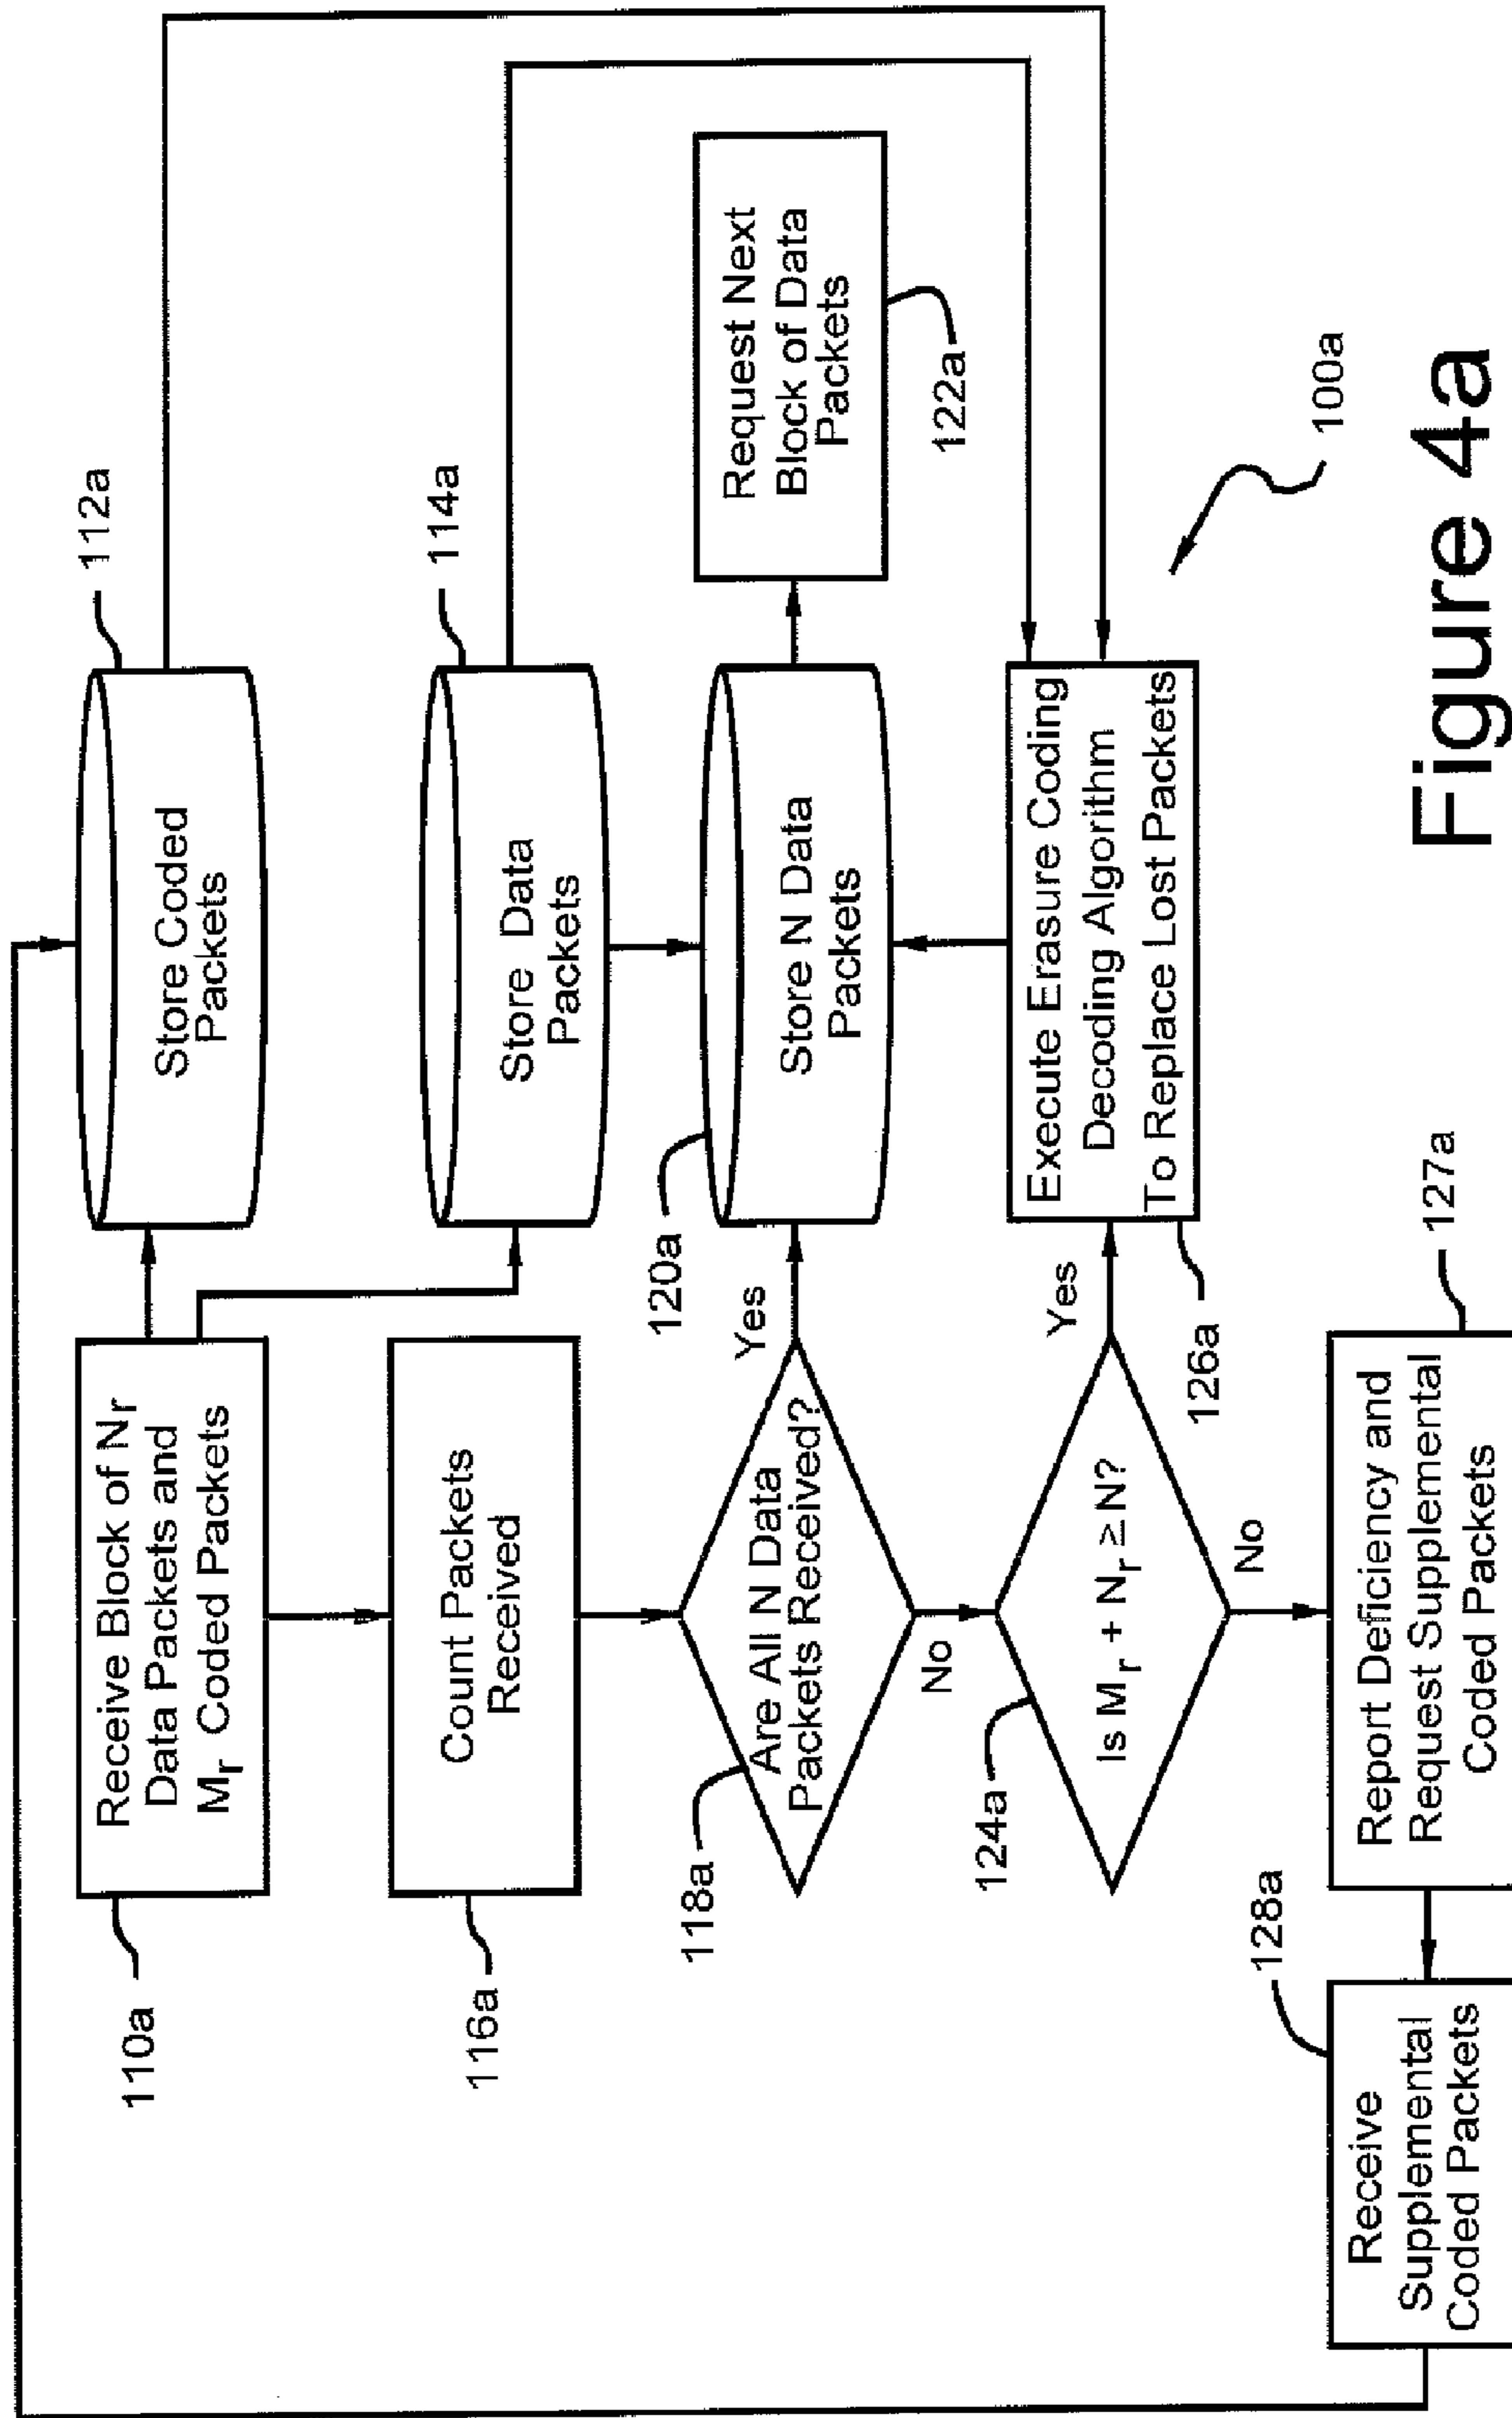 110a
Receive Block of Nr
Data Packets and
Mr Coded Packets
112a
Store Coded
Packets
114a
Store Data
Packets
116a
Count Packets
Received
118a
Are All N Data
Packets Received?
Yes
No
120a
Store N Data
Packets
122a
Request Next
Block of Data
Packets
124a
Is Mr + Nr ≥ N?
Yes
No
126a
Execute Erasure Coding
Decoding Algorithm
To Replace Lost Packets
127a
Report Deficiency and
Request Supplemental
Coded Packets
128a
Receive
Supplemental
Coded Packets
100a
Figure 4a